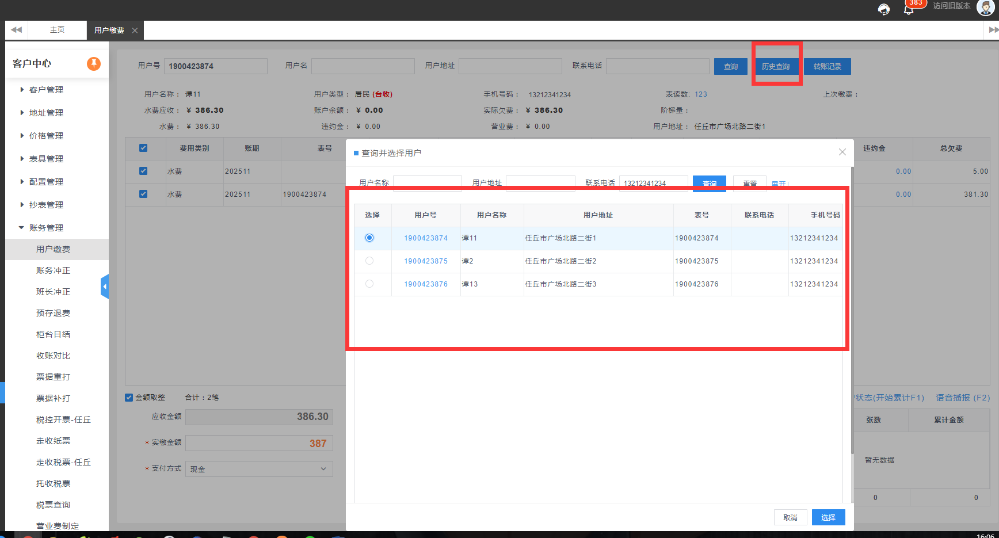 383 访问旧版本
主页 用户缴费
客户中心
用户号 1900423874 用户名 用户地址 联系电话 查询 历史查询 转账记录
客户管理
地址管理
价格管理
表具管理
配置管理
抄表管理
账务管理
用户缴费
账务冲正
班长冲正
预存退费
柜台日结
收账对比
票据重打
票据补打
税控开票-任丘
走收纸票
走收税票-任丘
托收税票
税票查询
营业费制定
用户名称： 谭11 用户类型： 居民 (台收) 手机号码： 13212341234 表读数: 123 上次缴费：
水费应收： ¥ 386.30 账户余额： ¥ 0.00 实际欠费： ¥ 386.30 阶梯量：
水费： ¥ 386.30 违约金： ¥ 0.00 营业费： ¥ 0.00 用户地址： 任丘市广场北路二街1
费用类别 账期 表号 违约金 总欠费
水费 202511 0.00 5.00
水费 202511 1900423874 0.00 381.30
查询并选择用户
用户名称 用户地址 联系电话 13212341234 查询 重置 展开↓
选择 用户号 用户名称 用户地址 表号 联系电话 手机号码
1900423874 谭11 任丘市广场北路二街1 1900423874 13212341234
1900423875 谭2 任丘市广场北路二街2 1900423875 13212341234
1900423876 谭13 任丘市广场北路二街3 1900423876 13212341234
取消 选择
金额取整 合计：2笔
应收金额 386.30
* 实缴金额 387
* 支付方式 现金
状态(开始累计F1) 语音播报 (F2)
张数 累计金额
暂无数据
0 0
16:06